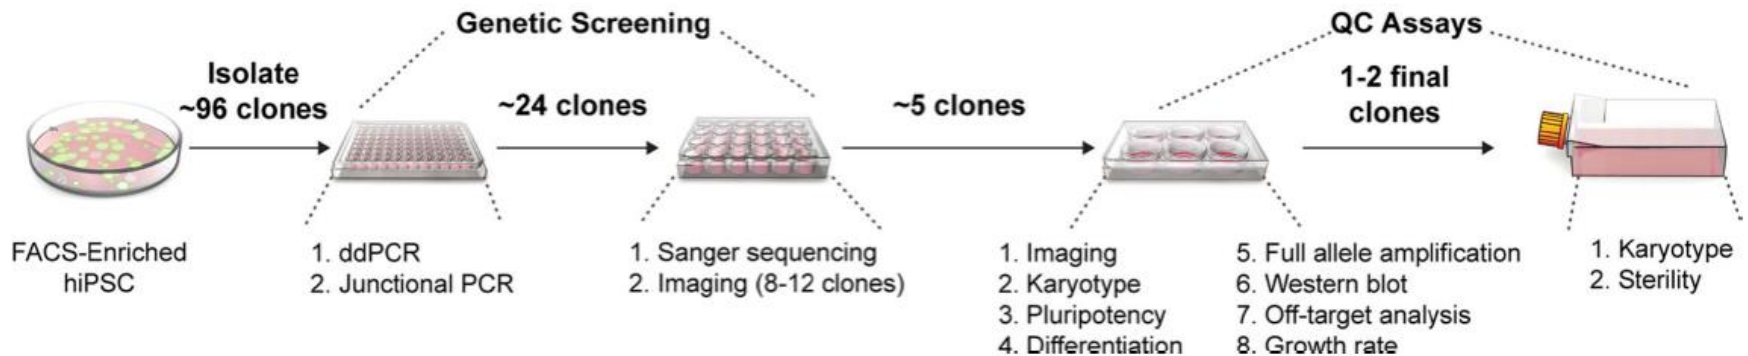 Genetic Screening
QC Assays
Isolate
~96 clones
~24 clones
~5 clones
1-2 final
clones
FACS-Enriched
hiPSC
1. ddPCR
2. Junctional PCR
1. Sanger sequencing
2. Imaging (8-12 clones)
1. Imaging
2. Karyotype
3. Pluripotency
4. Differentiation
5. Full allele amplification
6. Western blot
7. Off-target analysis
8. Growth rate
1. Karyotype
2. Sterility